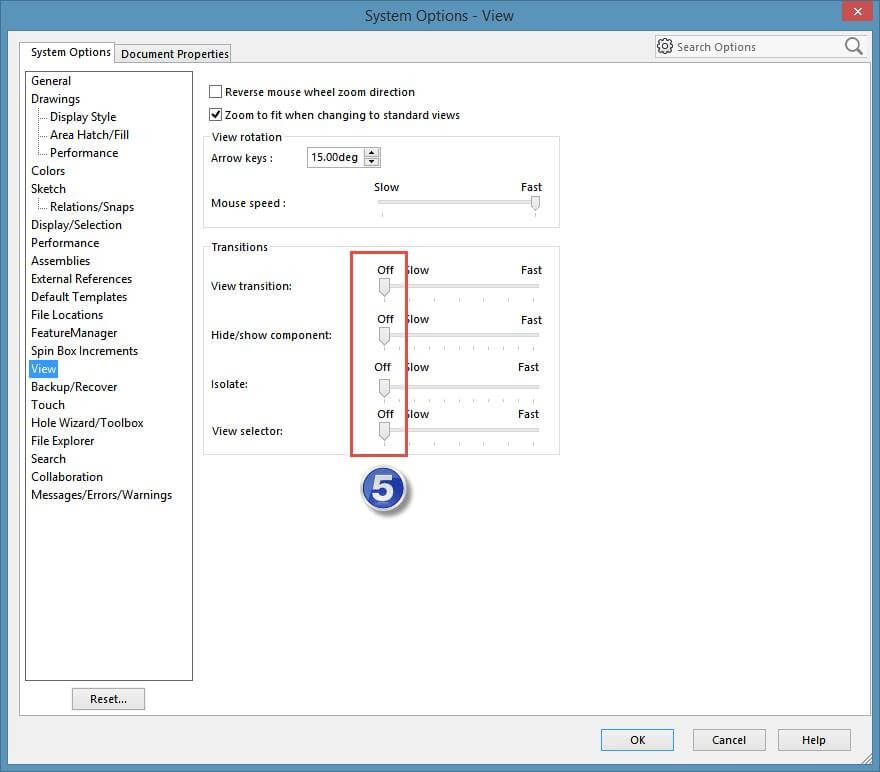 System Options - View
System Options
Document Properties
Search Options
General
Drawings
Display Style
Area Hatch/Fill
Performance
Colors
Sketch
Relations/Snaps
Display/Selection
Performance
Assemblies
External References
Default Templates
File Locations
FeatureManager
Spin Box Increments
View
Backup/Recover
Touch
Hole Wizard/Toolbox
File Explorer
Search
Collaboration
Messages/Errors/Warnings
Reset...
Reverse mouse wheel zoom direction
Zoom to fit when changing to standard views
View rotation
Arrow keys : 15.00deg
Slow Fast
Mouse speed :
Transitions
Off Slow Fast
View transition:
Off Slow Fast
Hide/show component:
Off Slow Fast
Isolate:
Off Slow Fast
View selector:
5
OK Cancel Help